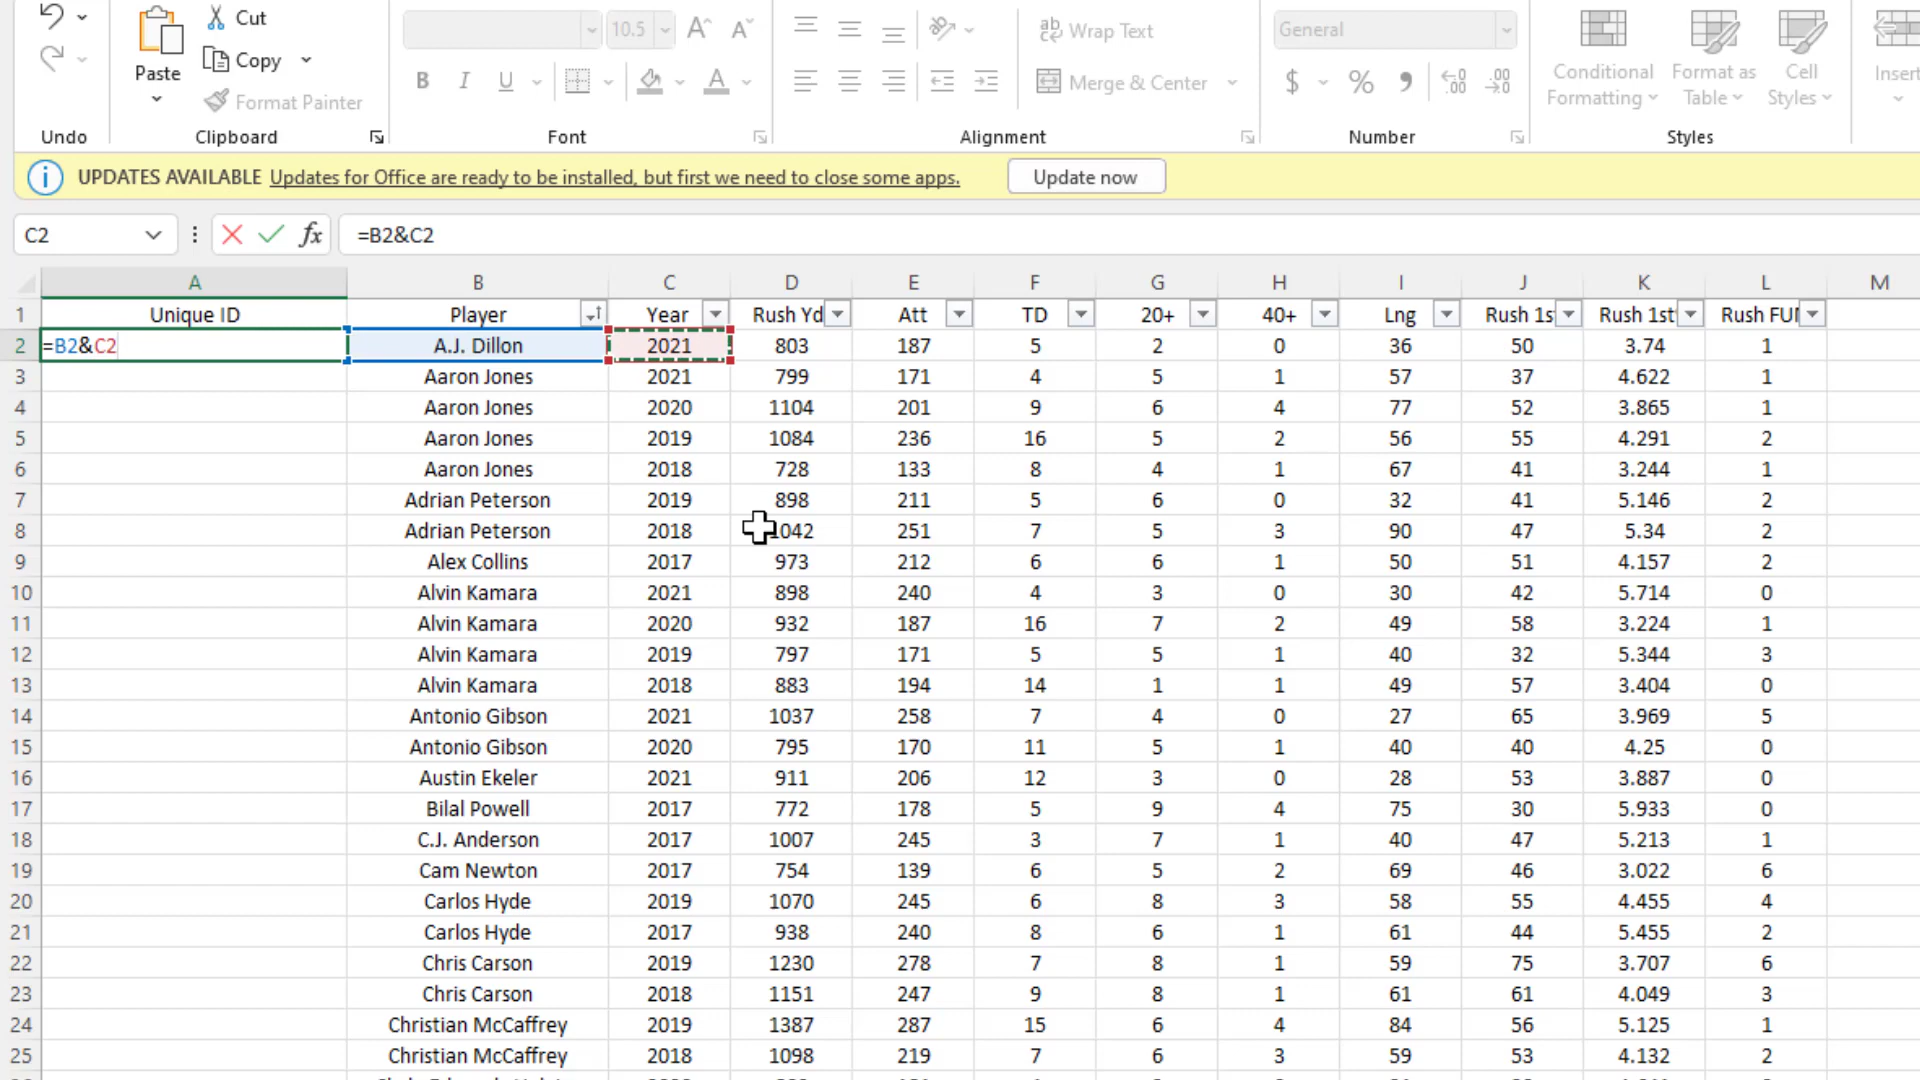 Cut
Copy
Format Painter
Paste
Undo
Clipboard
10.5
B I U
A
Font
Wrap Text
Merge & Center
Alignment
General
$ % 9
Number
Conditional Formatting
Format as Table
Cell Styles
Styles
Insert
UPDATES AVAILABLE Updates for Office are ready to be installed, but first we need to close some apps. Update now
C2 fx =B2&C2
A B C D E F G H I J K L M
1 Unique ID Player Year Rush Yd Att TD 20+ 40+ Lng Rush 1s Rush 1st Rush FU
2 =B2&C2 A.J. Dillon 2021 803 187 5 2 0 36 50 3.74 1
3 Aaron Jones 2021 799 171 4 5 1 57 37 4.622 1
4 Aaron Jones 2020 1104 201 9 6 4 77 52 3.865 1
5 Aaron Jones 2019 1084 236 16 5 2 56 55 4.291 2
6 Aaron Jones 2018 728 133 8 4 1 67 41 3.244 1
7 Adrian Peterson 2019 898 211 5 6 0 32 41 5.146 2
8 Adrian Peterson 2018 1042 251 7 5 3 90 47 5.34 2
9 Alex Collins 2017 973 212 6 6 1 50 51 4.157 2
10 Alvin Kamara 2021 898 240 4 3 0 30 42 5.714 0
11 Alvin Kamara 2020 932 187 16 7 2 49 58 3.224 1
12 Alvin Kamara 2019 797 171 5 5 1 40 32 5.344 3
13 Alvin Kamara 2018 883 194 14 1 1 49 57 3.404 0
14 Antonio Gibson 2021 1037 258 7 4 0 27 65 3.969 5
15 Antonio Gibson 2020 795 170 11 5 1 40 40 4.25 0
16 Austin Ekeler 2021 911 206 12 3 0 28 53 3.887 0
17 Bilal Powell 2017 772 178 5 9 4 75 30 5.933 0
18 C.J. Anderson 2017 1007 245 3 7 1 40 47 5.213 1
19 Cam Newton 2017 754 139 6 5 2 69 46 3.022 6
20 Carlos Hyde 2019 1070 245 6 8 3 58 55 4.455 4
21 Carlos Hyde 2017 938 240 8 6 1 61 44 5.455 2
22 Chris Carson 2019 1230 278 7 8 1 59 75 3.707 6
23 Chris Carson 2018 1151 247 9 8 1 61 61 4.049 3
24 Christian McCaffrey 2019 1387 287 15 6 4 84 56 5.125 1
25 Christian McCaffrey 2018 1098 219 7 6 3 59 53 4.132 2